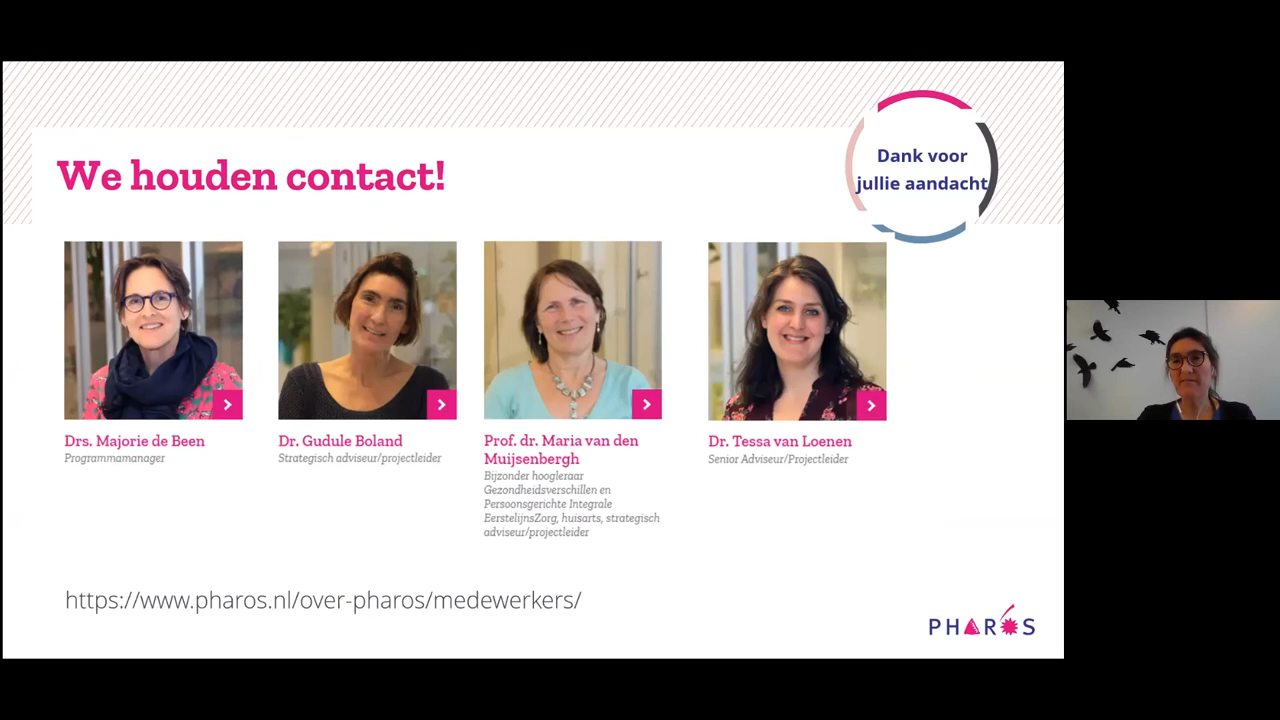 We houden contact!
Dank voor
jullie aandacht
Drs. Majorie de Been
Programmamanager
Dr. Gudule Boland
Strategisch adviseur/projectleider
Prof. dr. Maria van den
Muijsenbergh
Bijzonder hoogleraar
Gezondheidsverschillen en
Persoonsgerichte Integrale
EerstelijnsZorg, huisarts, strategisch
adviseur/projectleider
Dr. Tessa van Loenen
Senior Adviseur/Projectleider
https://www.pharos.nl/over-pharos/medewerkers/
PHAROS